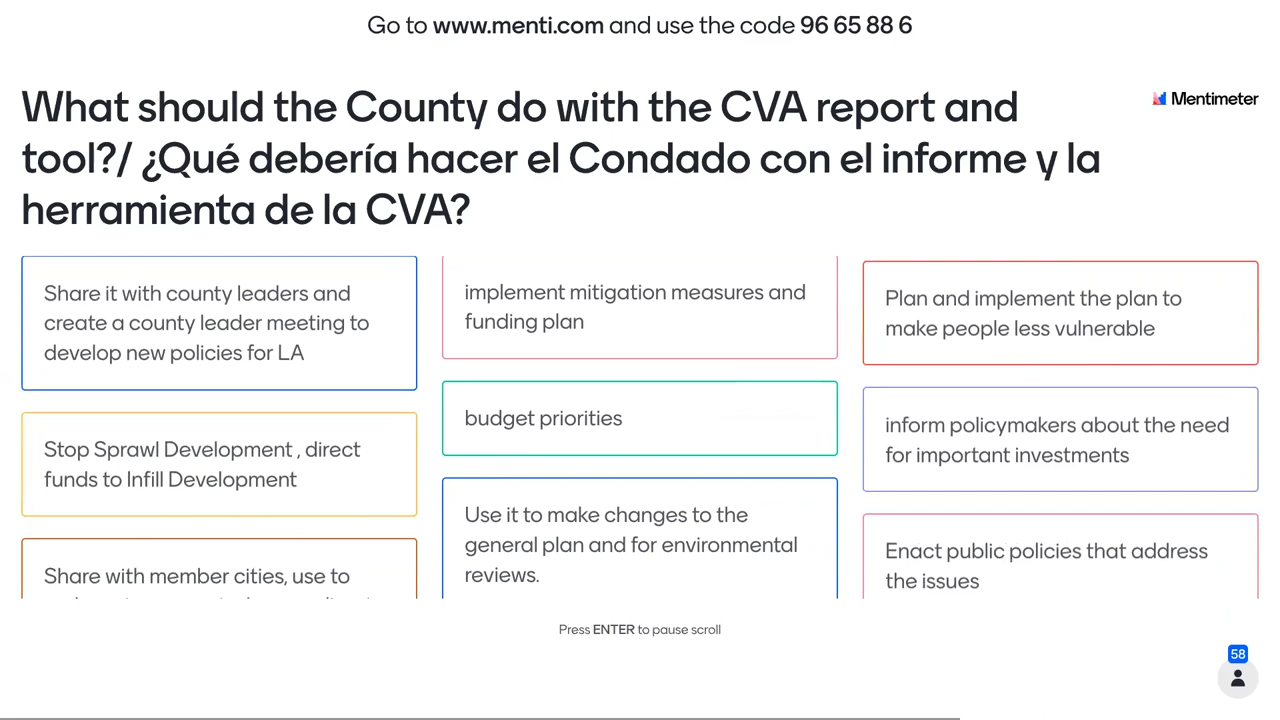 Go to www.menti.com and use the code 96 65 88 6
What should the County do with the CVA report and
tool?/ ¿Qué debería hacer el Condado con el informe y la
herramienta de la CVA?
Mentimeter
Share it with county leaders and
create a county leader meeting to
develop new policies for LA
Stop Sprawl Development , direct
funds to Infill Development
Share with member cities, use to
implement mitigation measures and
funding plan
budget priorities
Use it to make changes to the
general plan and for environmental
reviews.
Plan and implement the plan to
make people less vulnerable
inform policymakers about the need
for important investments
Enact public policies that address
the issues
Press ENTER to pause scroll
58